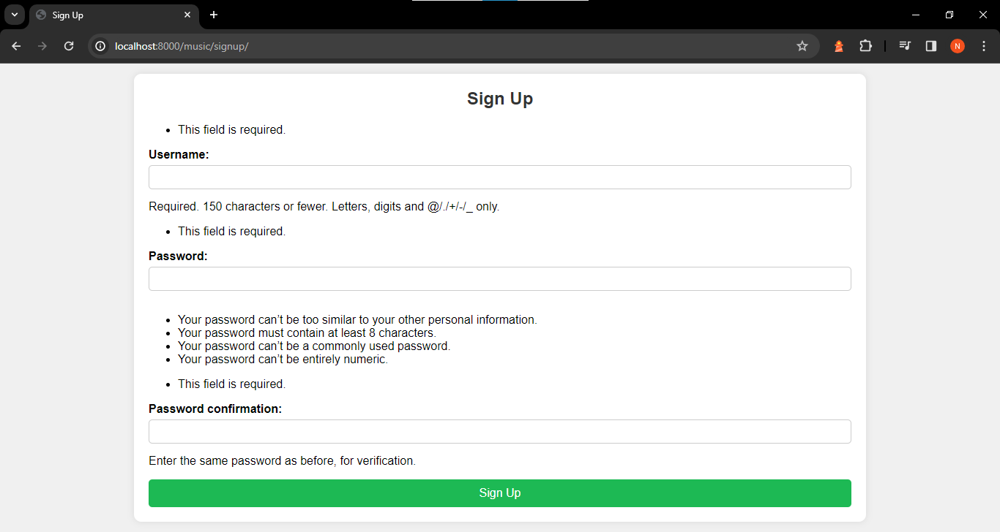 Sign Up
localhost:8000/music/signup/
N
Sign Up
• This field is required.
Username:
Required. 150 characters or fewer. Letters, digits and @/./+/-/_ only.
• This field is required.
Password:
• Your password can’t be too similar to your other personal information.
• Your password must contain at least 8 characters.
• Your password can’t be a commonly used password.
• Your password can’t be entirely numeric.
• This field is required.
Password confirmation:
Enter the same password as before, for verification.
Sign Up